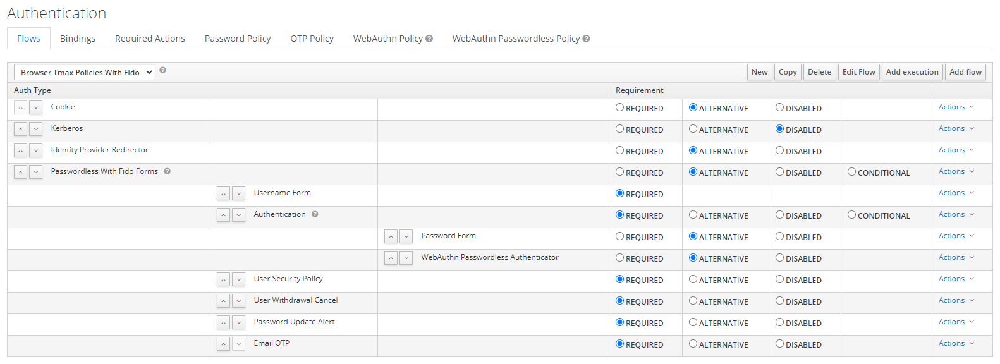 Authentication
Flows Bindings Required Actions Password Policy OTP Policy WebAuthn Policy WebAuthn Passwordless Policy
Browser Tmax Policies With Fido New Copy Delete Edit Flow Add execution Add flow
Auth Type Requirement
Cookie REQUIRED ALTERNATIVE DISABLED Actions
Kerberos REQUIRED ALTERNATIVE DISABLED Actions
Identity Provider Redirector REQUIRED ALTERNATIVE DISABLED Actions
Passwordless With Fido Forms REQUIRED ALTERNATIVE DISABLED CONDITIONAL Actions
Username Form REQUIRED Actions
Authentication REQUIRED ALTERNATIVE DISABLED CONDITIONAL Actions
Password Form REQUIRED ALTERNATIVE DISABLED Actions
WebAuthn Passwordless Authenticator REQUIRED ALTERNATIVE DISABLED Actions
User Security Policy REQUIRED ALTERNATIVE DISABLED Actions
User Withdrawal Cancel REQUIRED ALTERNATIVE DISABLED Actions
Password Update Alert REQUIRED ALTERNATIVE DISABLED Actions
Email OTP REQUIRED ALTERNATIVE DISABLED Actions